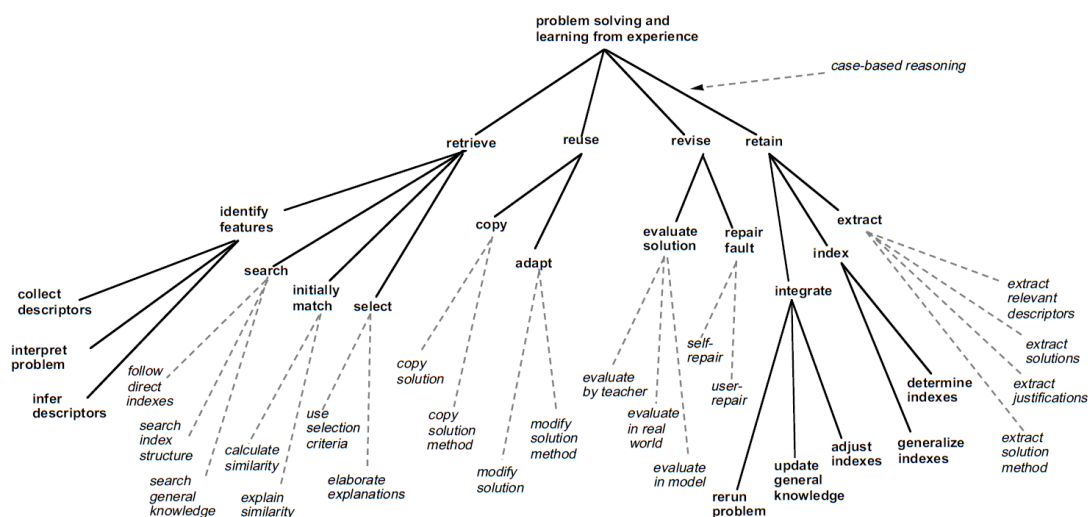 problem solving and
learning from experience
case-based reasoning
retrieve
reuse
revise
retain
identify
features
copy
evaluate
solution
repair
fault
extract
search
adapt
index
initially
match
select
integrate
collect
descriptors
interpret
problem
infer
descriptors
follow
direct
indexes
search
index
structure
search
general
knowledge
calculate
similarity
explain
similarity
use
selection
criteria
elaborate
explanations
copy
solution
copy
solution
method
modify
solution
modify
solution
method
evaluate
by teacher
evaluate
in real
world
evaluate
in model
self-
repair
user-
repair
rerun
problem
update
general
knowledge
adjust
indexes
generalize
indexes
determine
indexes
extract
relevant
descriptors
extract
solutions
extract
justifications
extract
solution
method